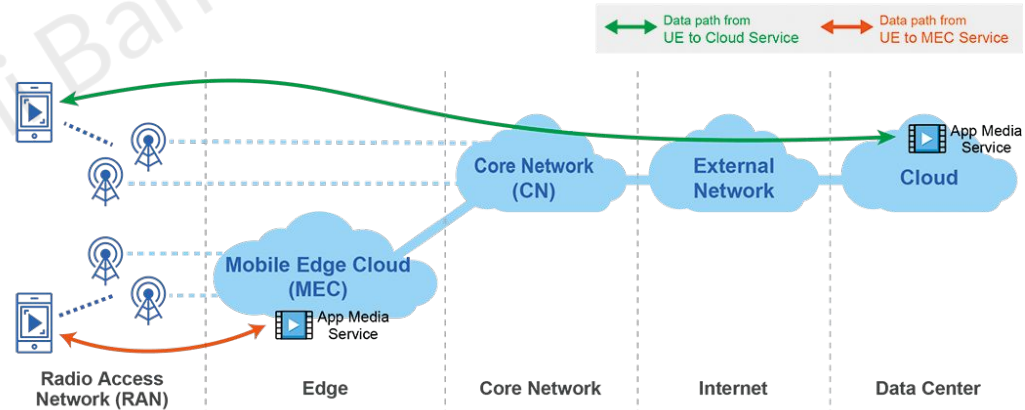 Data path from
UE to Cloud Service
Data path from
UE to MEC Service
App Media
Service
Core Network
(CN)
External
Network
Cloud
Mobile Edge Cloud
(MEC)
App Media
Service
Radio Access
Network (RAN)
Edge
Core Network
Internet
Data Center